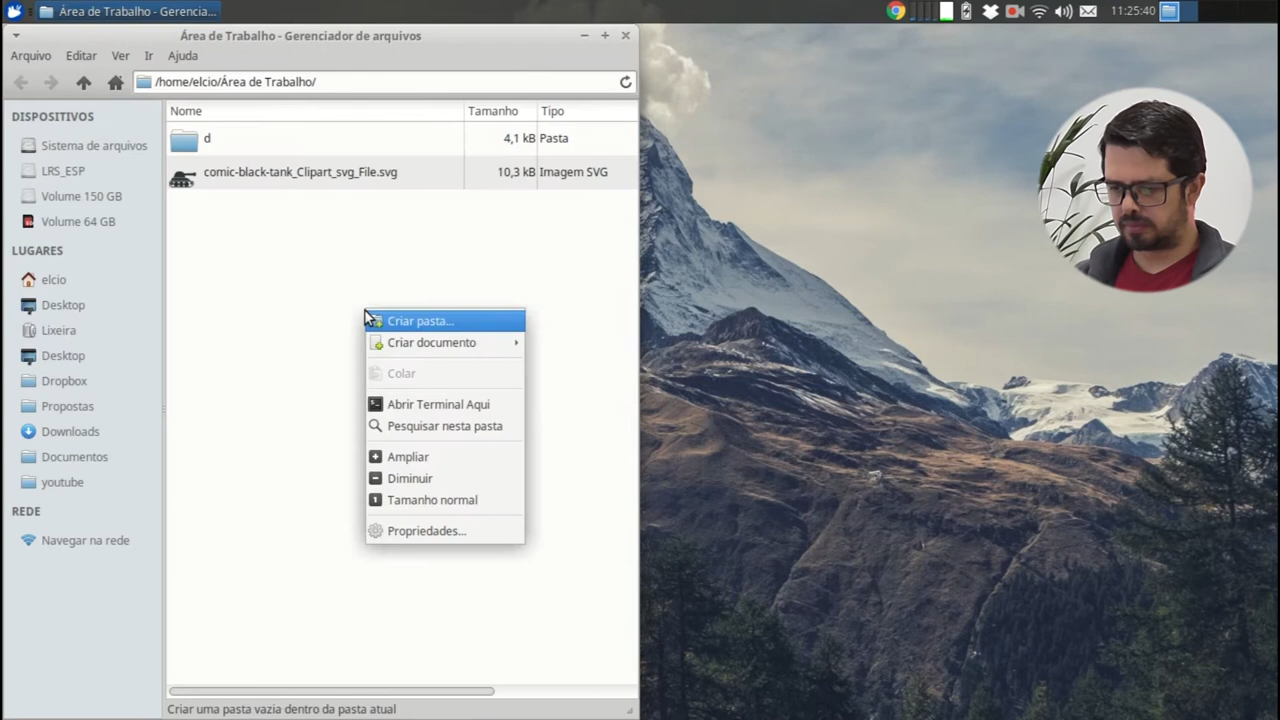 Área de Trabalho - Gerencia...
11:25:40
Área de Trabalho - Gerenciador de arquivos
Arquivo Editar Ver Ir Ajuda
/home/elcio/Área de Trabalho/
DISPOSITIVOS
Sistema de arquivos
LRS_ESP
Volume 150 GB
Volume 64 GB
LUGARES
elcio
Desktop
Lixeira
Desktop
Dropbox
Propostas
Downloads
Documentos
youtube
REDE
Navegar na rede
Nome Tamanho Tipo
d 4,1 kB Pasta
comic-black-tank_Clipart_svg_File.svg 10,3 kB Imagem SVG
Criar pasta...
Criar documento
Colar
Abrir Terminal Aqui
Pesquisar nesta pasta
Ampliar
Diminuir
Tamanho normal
Propriedades...
Criar uma pasta vazia dentro da pasta atual